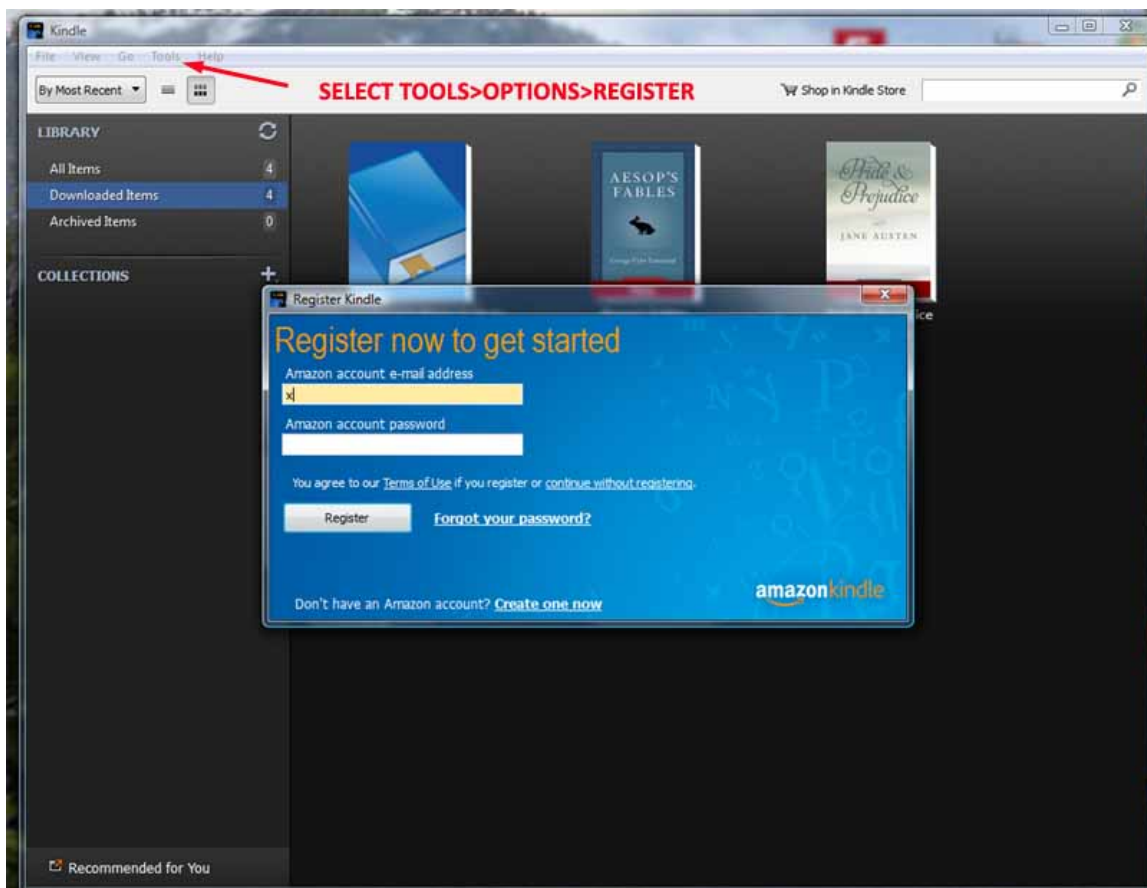 Kindle
File View Go Tools Help
By Most Recent
SELECT TOOLS>OPTIONS>REGISTER
Shop in Kindle Store
LIBRARY
All Items 4
Downloaded Items 4
Archived Items 0
COLLECTIONS +
AESOP'S
FABLES
Pride &
Prejudice
JANE AUSTEN
ice
Register Kindle
Register now to get started
Amazon account e-mail address
x
Amazon account password
You agree to our Terms of Use if you register or continue without registering.
Register Forgot your password?
amazonkindle
Don't have an Amazon account? Create one now
Recommended for You